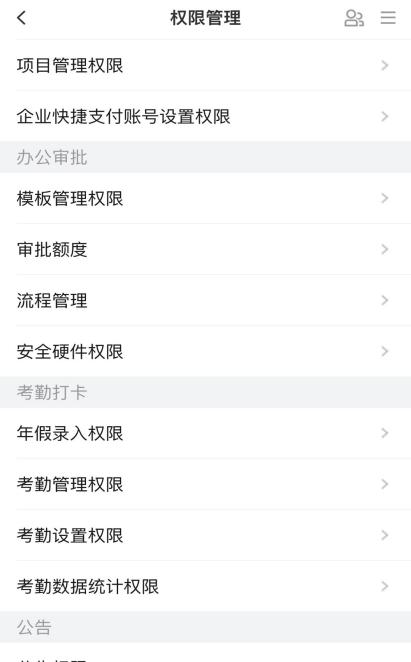 权限管理
项目管理权限
企业快捷支付账号设置权限
办公审批
模板管理权限
审批额度
流程管理
安全硬件权限
考勤打卡
年假录入权限
考勤管理权限
考勤设置权限
考勤数据统计权限
公告